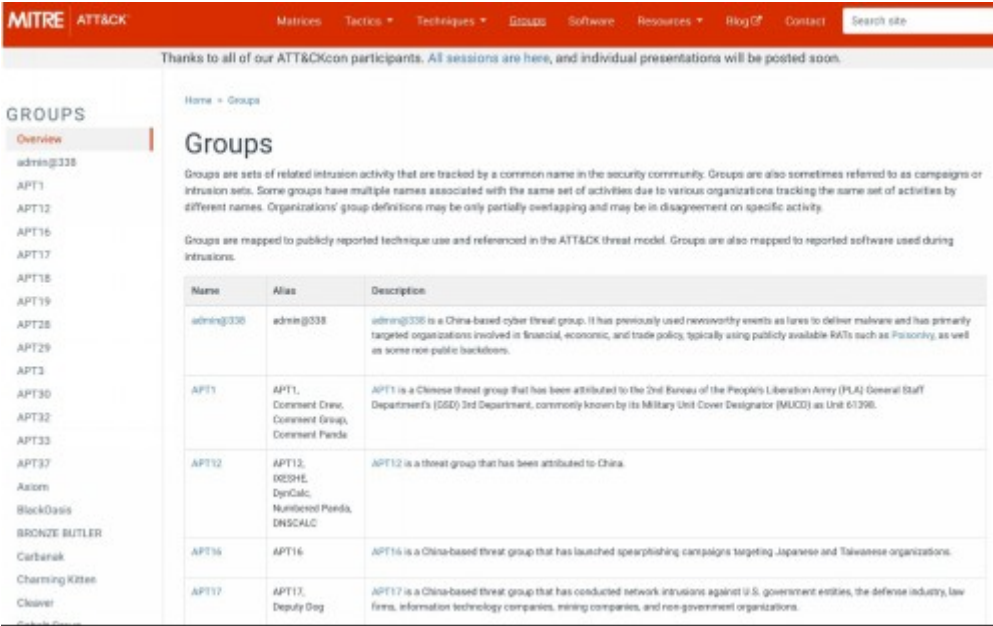 MITRE ATT&CK
Matrices Tactics Techniques Groups Software Resources Blog Contact Search site
Thanks to all of our ATT&CKcon participants. All sessions are here, and individual presentations will be posted soon.
GROUPS
Overview
admin@338
APT1
APT12
APT16
APT17
APT18
APT19
APT28
APT29
APT3
APT30
APT32
APT33
APT37
Axiom
BlackOasis
BRONZE BUTLER
Carbanak
Charming Kitten
Cleaver
Home > Groups
Groups
Groups are sets of related intrusion activity that are tracked by a common name in the security community. Groups are also sometimes referred to as campaigns or
intrusion sets. Some groups have multiple names associated with the same set of activities due to various organizations tracking the same set of activities by
different names. Organizations' group definitions may be only partially overlapping and may be in disagreement on specific activity.
Groups are mapped to publicly reported technique use and referenced in the ATT&CK threat model. Groups are also mapped to reported software used during
intrusions.
Name Alias Description
admin@338 admin@338 admin@338 is a China-based cyber threat group. It has previously used newsworthy events as lures to deliver malware and has primarily
targeted organizations involved in financial, economic, and trade policy, typically using publicly available RATs such as PoisonIvy, as well
as some non-public backdoors.
APT1 APT1, APT1 is a Chinese threat group that has been attributed to the 2nd Bureau of the People's Liberation Army (PLA) General Staff
Comment Crew, Department's (GSD) 3rd Department, commonly known by its Military Unit Cover Designator (MUCD) as Unit 61398.
Comment Group,
Comment Panda
APT12 APT12, APT12 is a threat group that has been attributed to China.
IXESHE,
DynCalc,
Numbered Panda,
DNSCALC
APT16 APT16 APT16 is a China-based threat group that has launched spearphishing campaigns targeting Japanese and Taiwanese organizations.
APT17 APT17, APT17 is a China-based threat group that has conducted network intrusions against U.S. government entities, the defense industry, law
Deputy Dog firms, information technology companies, mining companies, and non-government organizations.